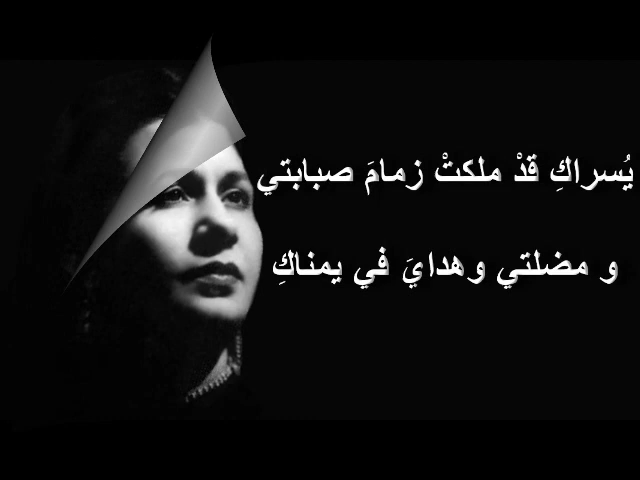 يُسراكِ قدْ ملكتْ زمامَ صبابتي
و مضلتي وهدايَ في يمناكِ